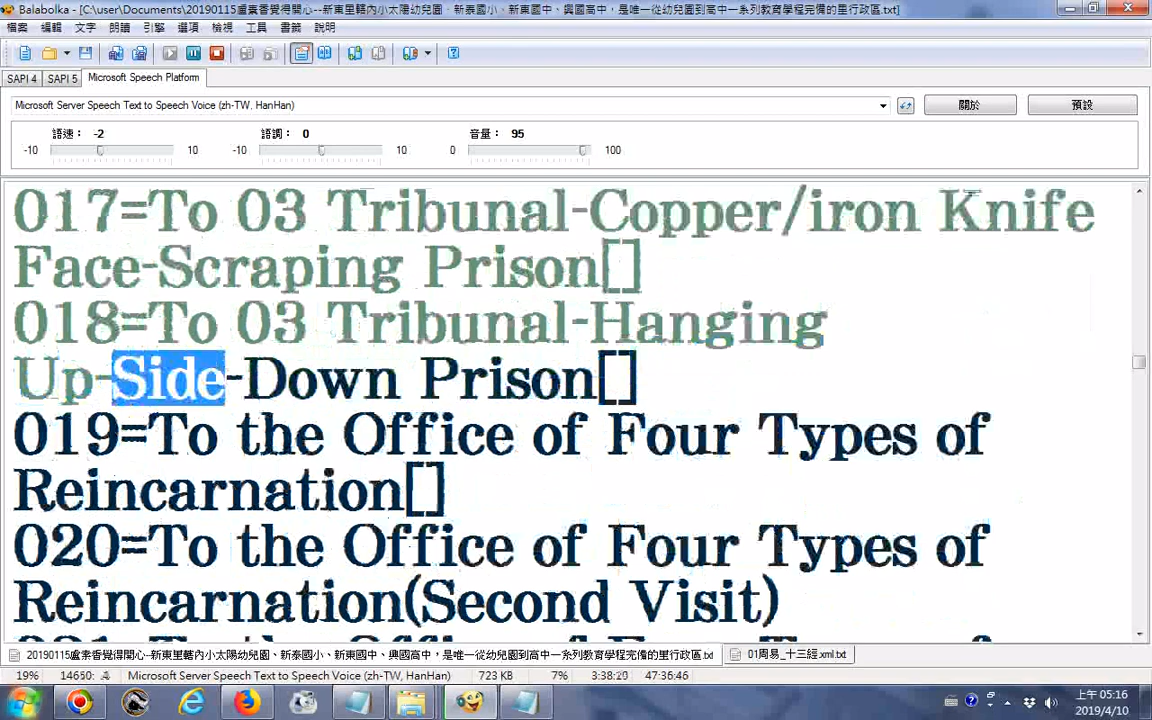 Balabolka - [C:\user\Documents\20190115盧素香覺得開心--新東里轄內小太陽幼兒園、新泰國小、新東國中、興國高中，是唯一從幼兒園到高中一系列教育學程完備的里行政區.txt]
檔案 編輯 文字 朗讀 引擎 選項 檢視 工具 書籤 說明
SAPI 4 SAPI 5 Microsoft Speech Platform
Microsoft Server Speech Text to Speech Voice (zh-TW, HanHan) 關於 預設
語速： -2 語調： 0 音量： 95
-10 10 -10 10 0 100
017=To 03 Tribunal-Copper/iron Knife
Face-Scraping Prison[]
018=To 03 Tribunal-Hanging
Up-Side-Down Prison[]
019=To the Office of Four Types of
Reincarnation[]
020=To the Office of Four Types of
Reincarnation(Second Visit)
021=To the Office of Four Types of
20190115盧素香覺得開心--新東里轄內小太陽幼兒園、新泰國小、新東國中、興國高中，是唯一從幼兒園到高中一系列教育學程完備的里行政區.txt 01周易_十三經.xml.txt
19% 14650: Microsoft Server Speech Text to Speech Voice (zh-TW, HanHan) 723 KB 7% 47:36:46
上午 05:16
2019/4/10